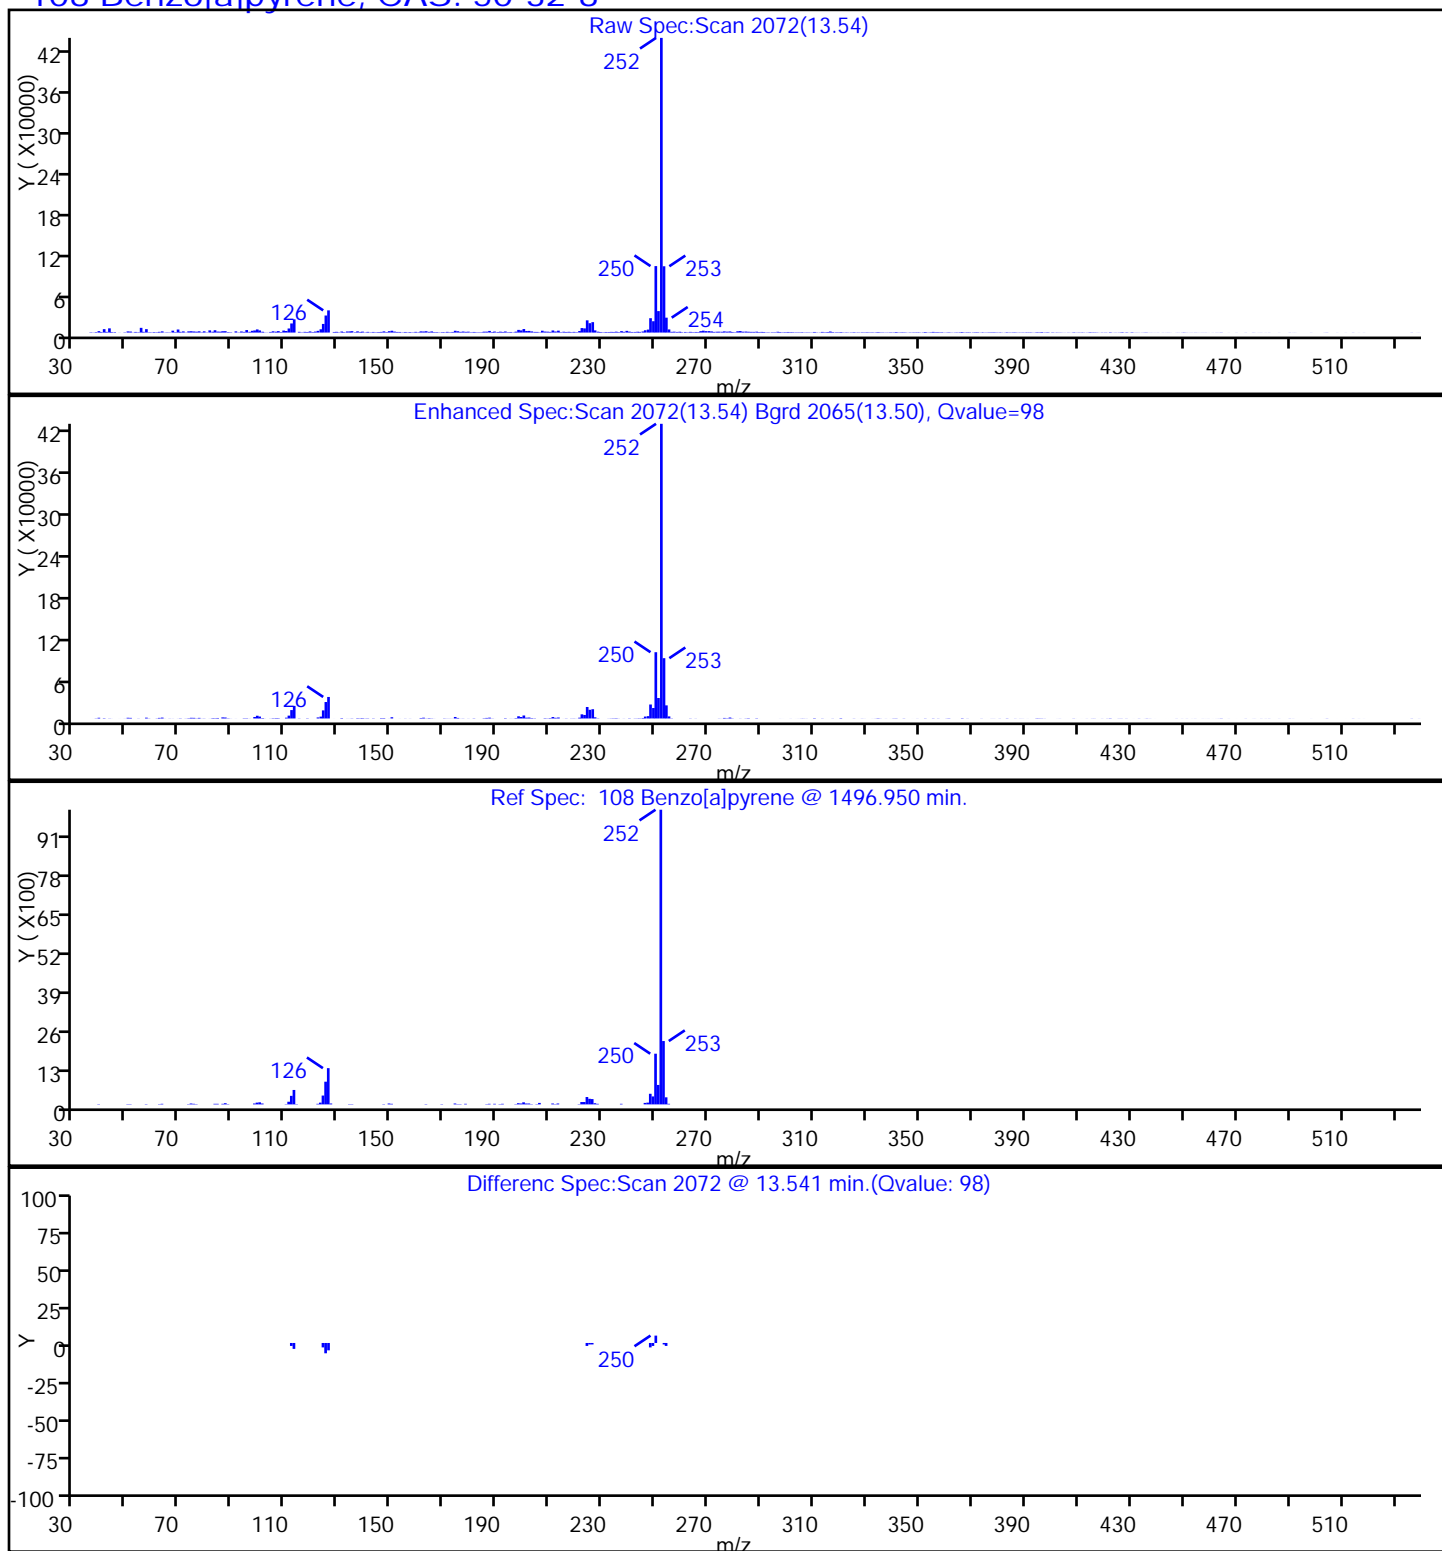 108 Benzo[a]pyrene, CAS: 50-32-8
Raw Spec:Scan 2072(13.54)
Y ( X10000)
42
36
30
24
18
12
6
0
252
250
253
254
126
30 70 110 150 190 230 270 310 350 390 430 470 510
m/z
Enhanced Spec:Scan 2072(13.54) Bgrd 2065(13.50), Qvalue=98
Y ( X10000)
42
36
30
24
18
12
6
0
252
250
253
126
30 70 110 150 190 230 270 310 350 390 430 470 510
m/z
Ref Spec: 108 Benzo[a]pyrene @ 1496.950 min.
Y ( X100)
91
78
65
52
39
26
13
0
252
250
253
126
30 70 110 150 190 230 270 310 350 390 430 470 510
m/z
Differenc Spec:Scan 2072 @ 13.541 min.(Qvalue: 98)
Y
100
75
50
25
0
-25
-50
-75
-100
250
30 70 110 150 190 230 270 310 350 390 430 470 510
m/z